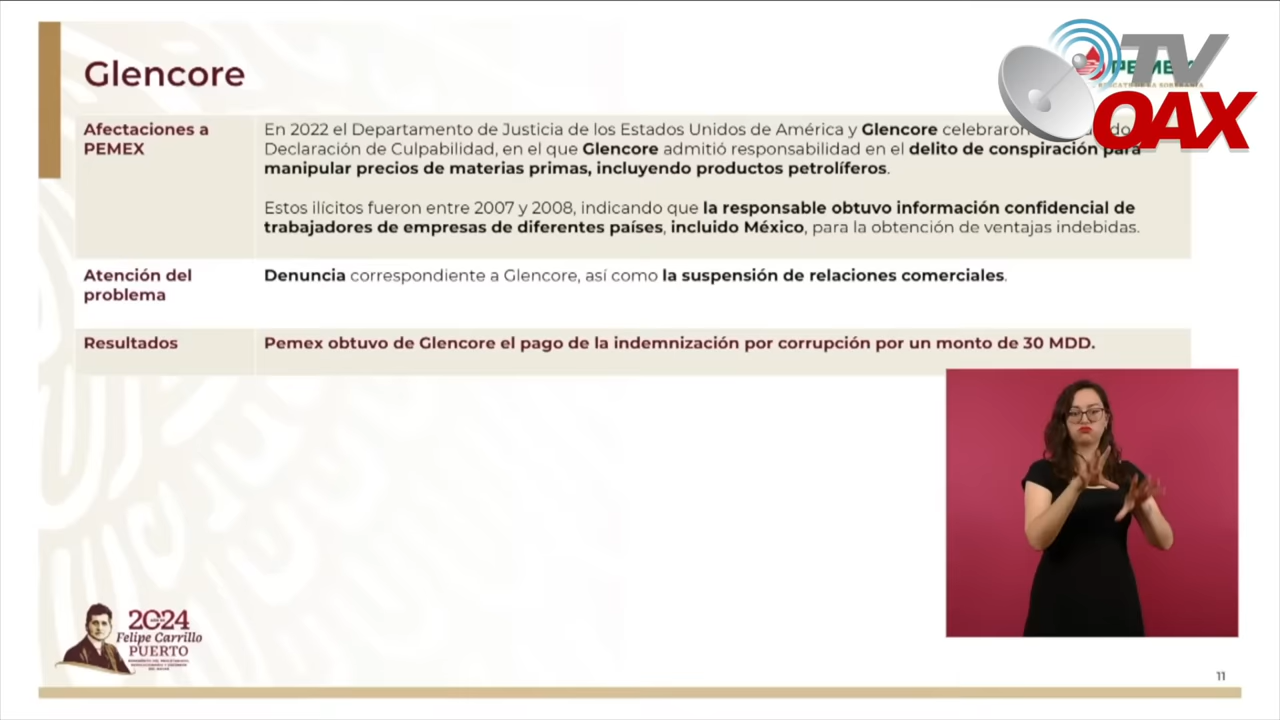 Glencore
TV
OAX
Afectaciones a
PEMEX
En 2022 el Departamento de Justicia de los Estados Unidos de América y Glencore celebraron
Declaración de Culpabilidad, en el que Glencore admitió responsabilidad en el delito de conspiración para
manipular precios de materias primas, incluyendo productos petrolíferos.
Estos ilícitos fueron entre 2007 y 2008, indicando que la responsable obtuvo información confidencial de
trabajadores de empresas de diferentes países, incluido México, para la obtención de ventajas indebidas.
Atención del
problema
Denuncia correspondiente a Glencore, así como la suspensión de relaciones comerciales.
Resultados
Pemex obtuvo de Glencore el pago de la indemnización por corrupción por un monto de 30 MDD.
2024
Felipe Carrillo
PUERTO
11